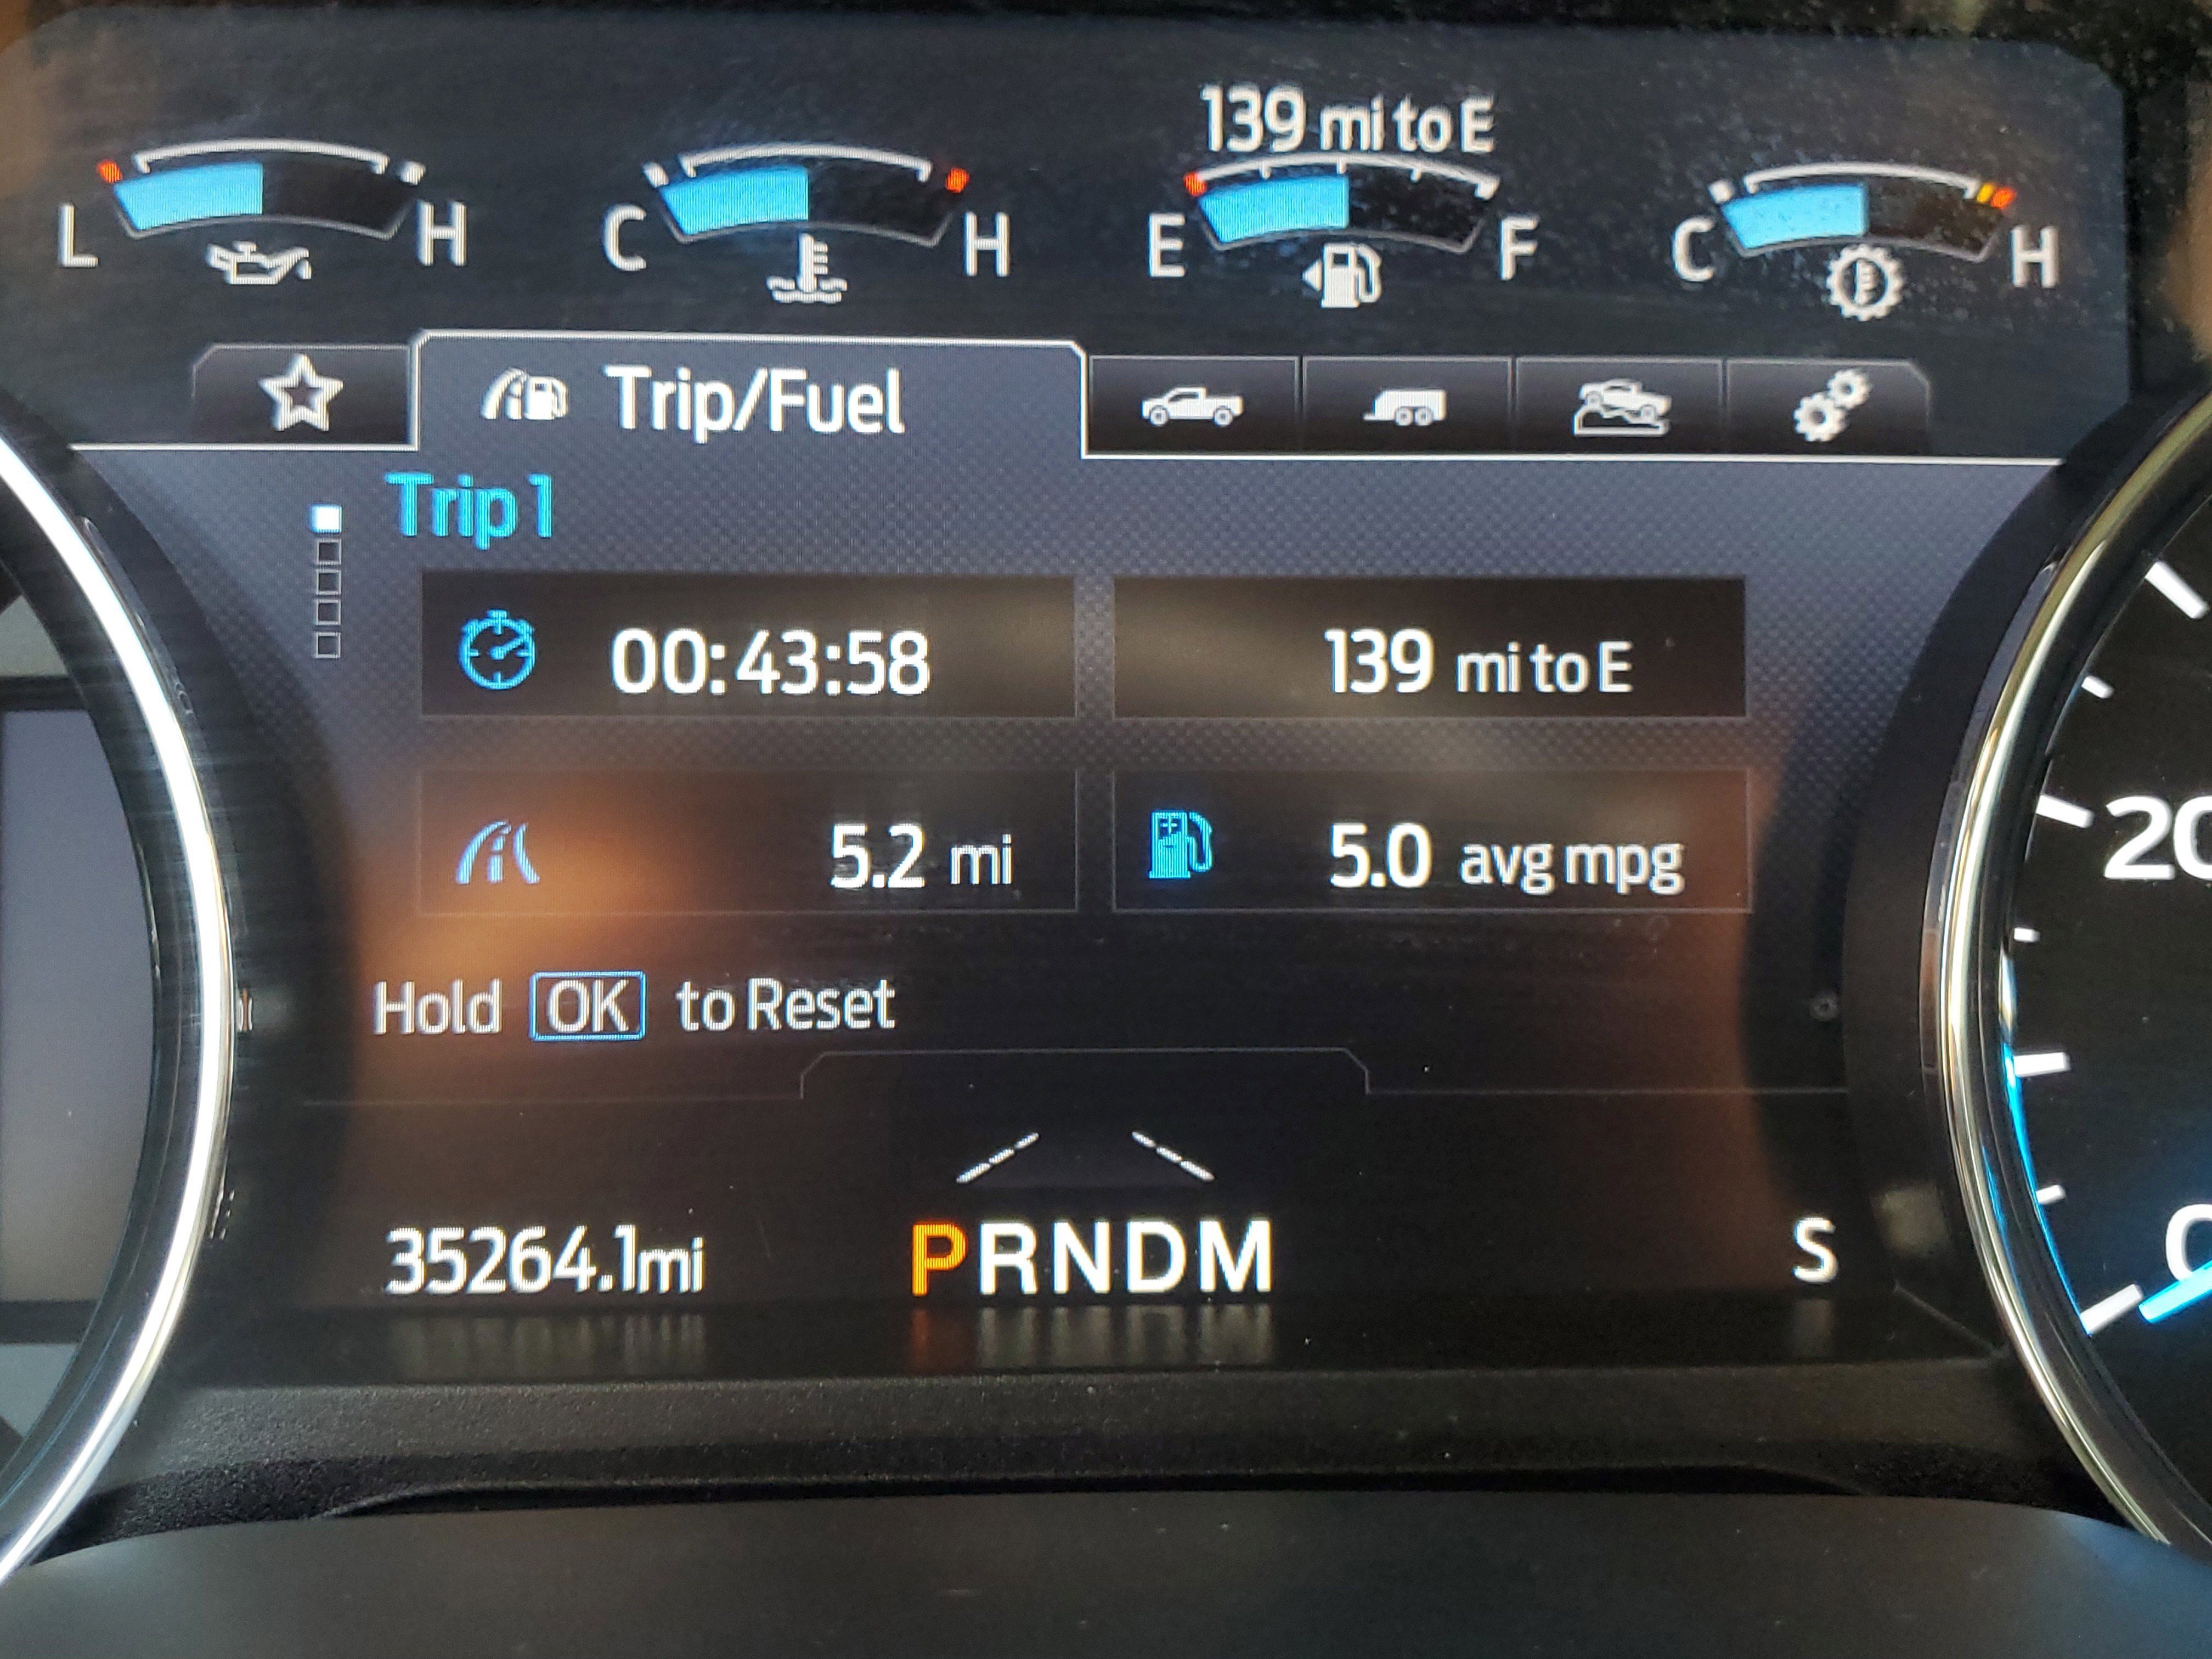 139 mi to E
L H C H E F C H
Trip/Fuel
Trip 1
00:43:58 139 mi to E
5.2 mi 5.0 avg mpg
Hold OK to Reset
20
0
35264.1mi PRNDM S